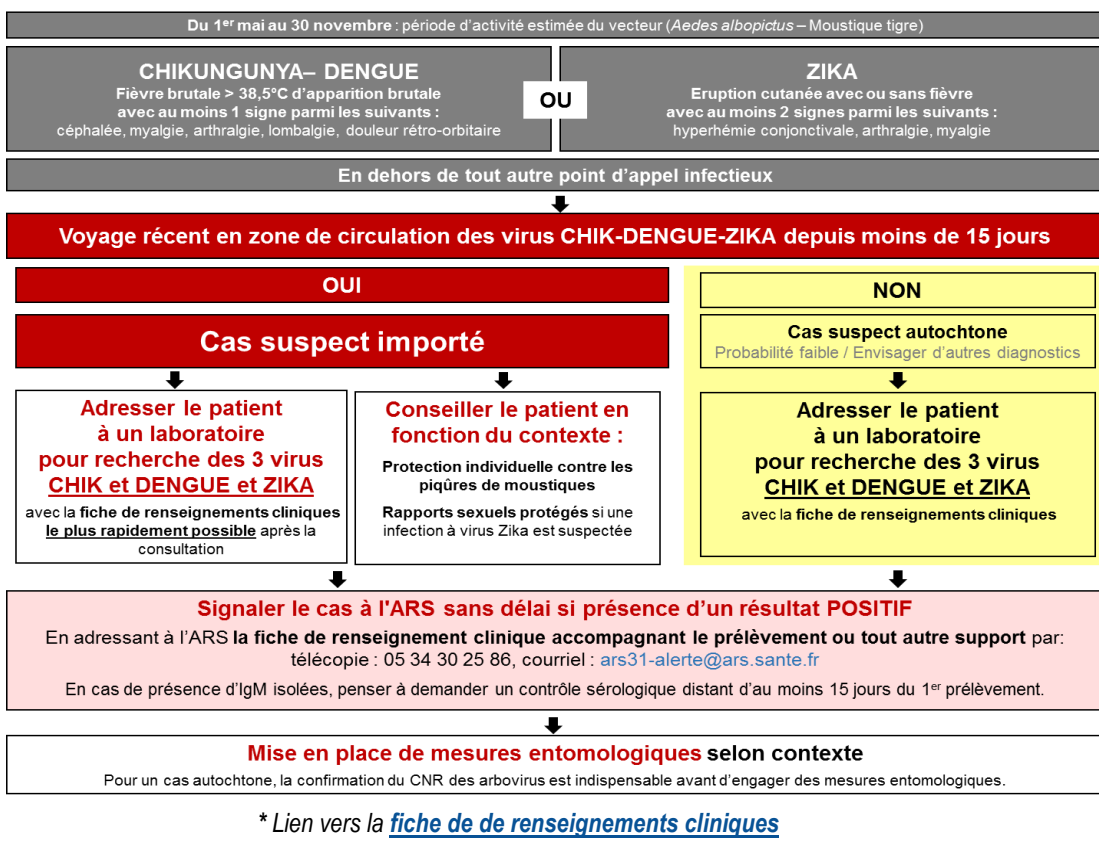 Du 1er mai au 30 novembre : période d'activité estimée du vecteur (Aedes albopictus – Moustique tigre)
CHIKUNGUNYA– DENGUE
Fièvre brutale > 38,5°C d'apparition brutale
avec au moins 1 signe parmi les suivants :
céphalée, myalgie, arthralgie, lombalgie, douleur rétro-orbitaire
OU
ZIKA
Eruption cutanée avec ou sans fièvre
avec au moins 2 signes parmi les suivants :
hyperhémie conjonctivale, arthralgie, myalgie
En dehors de tout autre point d'appel infectieux
Voyage récent en zone de circulation des virus CHIK-DENGUE-ZIKA depuis moins de 15 jours
OUI
Cas suspect importé
Adresser le patient
à un laboratoire
pour recherche des 3 virus
CHIK et DENGUE et ZIKA
avec la fiche de renseignements cliniques
le plus rapidement possible après la
consultation
Conseiller le patient en
fonction du contexte :
Protection individuelle contre les
piqûres de moustiques
Rapports sexuels protégés si une
infection à virus Zika est suspectée
NON
Cas suspect autochtone
Probabilité faible / Envisager d'autres diagnostics
Adresser le patient
à un laboratoire
pour recherche des 3 virus
CHIK et DENGUE et ZIKA
avec la fiche de renseignements cliniques
Signaler le cas à l'ARS sans délai si présence d'un résultat POSITIF
En adressant à l'ARS la fiche de renseignement clinique accompagnant le prélèvement ou tout autre support par:
télécopie : 05 34 30 25 86, courriel : ars31-alerte@ars.sante.fr
En cas de présence d'IgM isolées, penser à demander un contrôle sérologique distant d'au moins 15 jours du 1er prélèvement.
Mise en place de mesures entomologiques selon contexte
Pour un cas autochtone, la confirmation du CNR des arbovirus est indispensable avant d'engager des mesures entomologiques.
* Lien vers la fiche de de renseignements cliniques